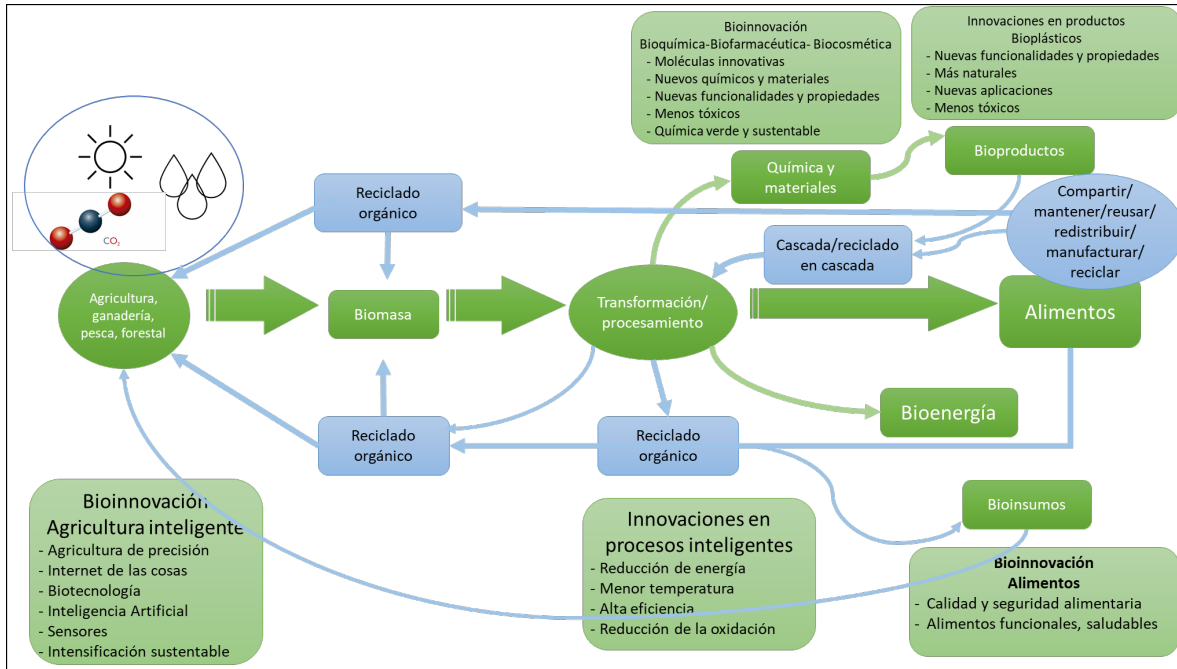 Bioinnovación
Bioquímica-Biofarmacéutica- Biocosmética
- Moléculas innovativas
- Nuevos químicos y materiales
- Nuevas funcionalidades y propiedades
- Menos tóxicos
- Química verde y sustentable
Innovaciones en productos
Bioplásticos
- Nuevas funcionalidades y propiedades
- Más naturales
- Nuevas aplicaciones
- Menos tóxicos
CO₂
Reciclado
orgánico
Química y
materiales
Bioproductos
Compartir/
mantener/reusar/
redistribuir/
manufacturar/
reciclar
Cascada/reciclado
en cascada
Agricultura,
ganadería,
pesca, forestal
Biomasa
Transformación/
procesamiento
Alimentos
Bioenergía
Reciclado
orgánico
Reciclado
orgánico
Bioinsumos
Bioinnovación
Agricultura inteligente
- Agricultura de precisión
- Internet de las cosas
- Biotecnología
- Inteligencia Artificial
- Sensores
- Intensificación sustentable
Innovaciones en
procesos inteligentes
- Reducción de energía
- Menor temperatura
- Alta eficiencia
- Reducción de la oxidación
Bioinnovación
Alimentos
- Calidad y seguridad alimentaria
- Alimentos funcionales, saludables